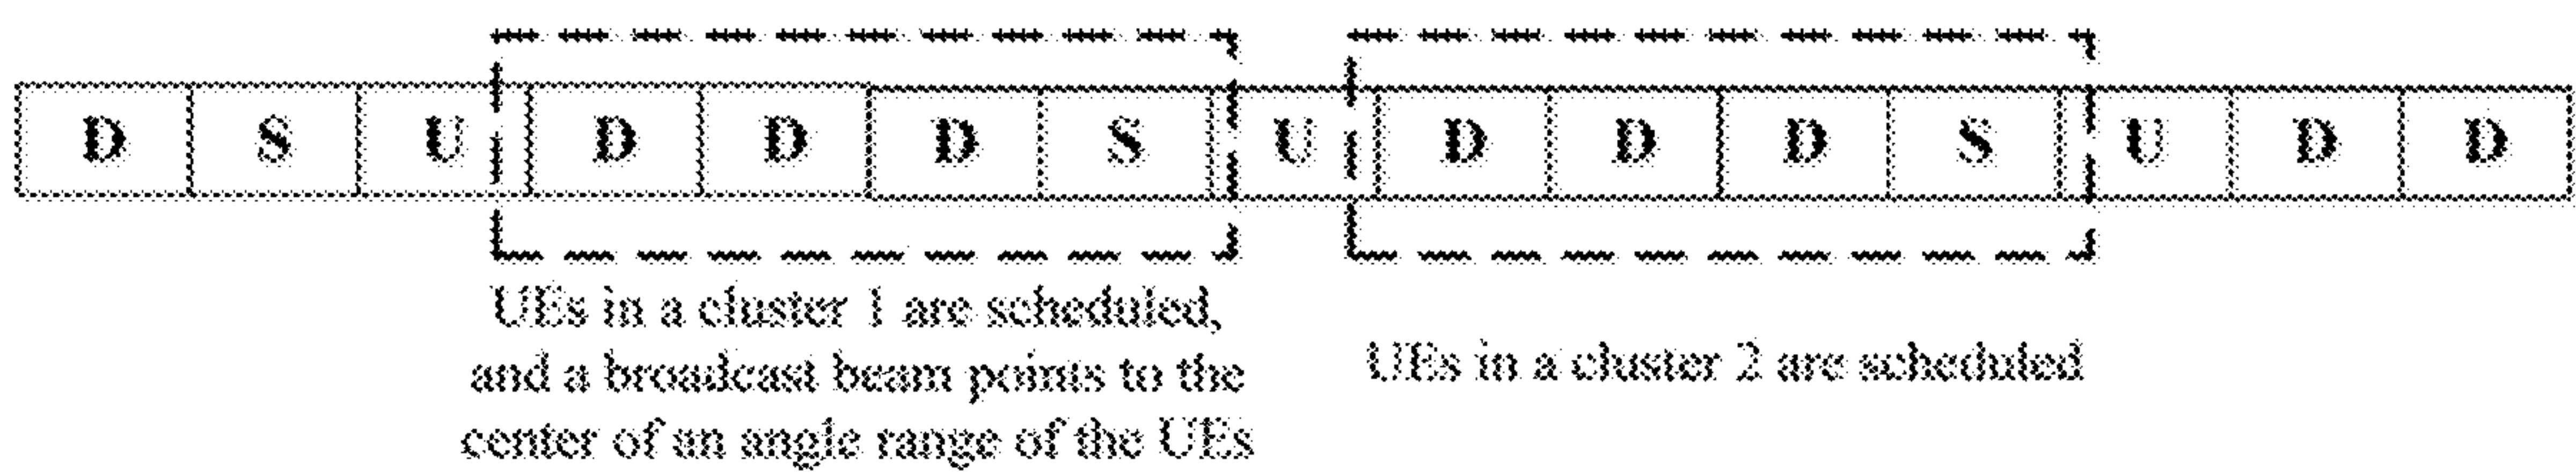 D S U D D D S U D D D S U D D
UEs in a cluster 1 are scheduled,
and a broadcast beam points to the
center of an angle range of the UEs
UEs in a cluster 2 are scheduled